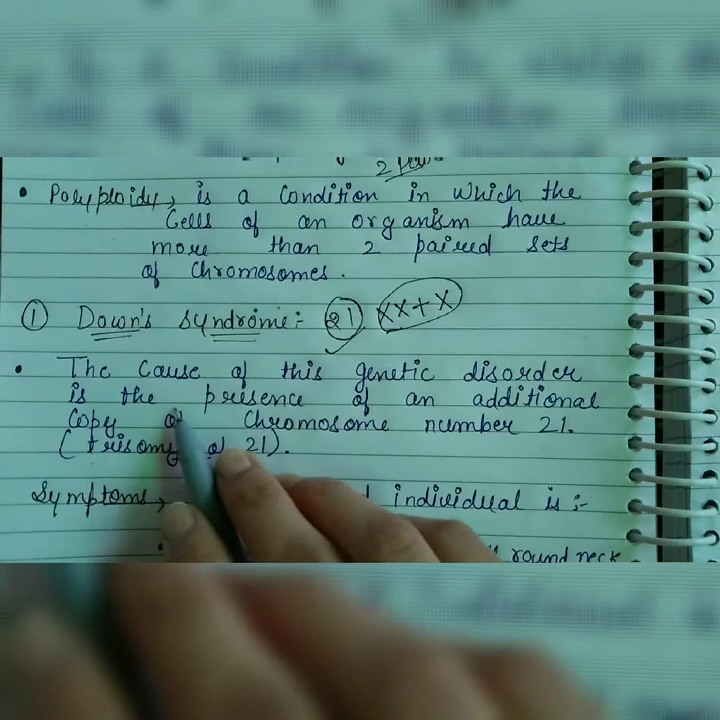 • Polyploidy, is a Condition in which the
Cells of an organism have
more than 2 paired sets
of Chromosomes.
① Down's Syndrome:- 21 XX+X
• The Cause of this genetic disorder
is the presence of an additional
Copy of Chromosome number 21.
(trisomy of 21).
Symptoms, individual is :-
round neck